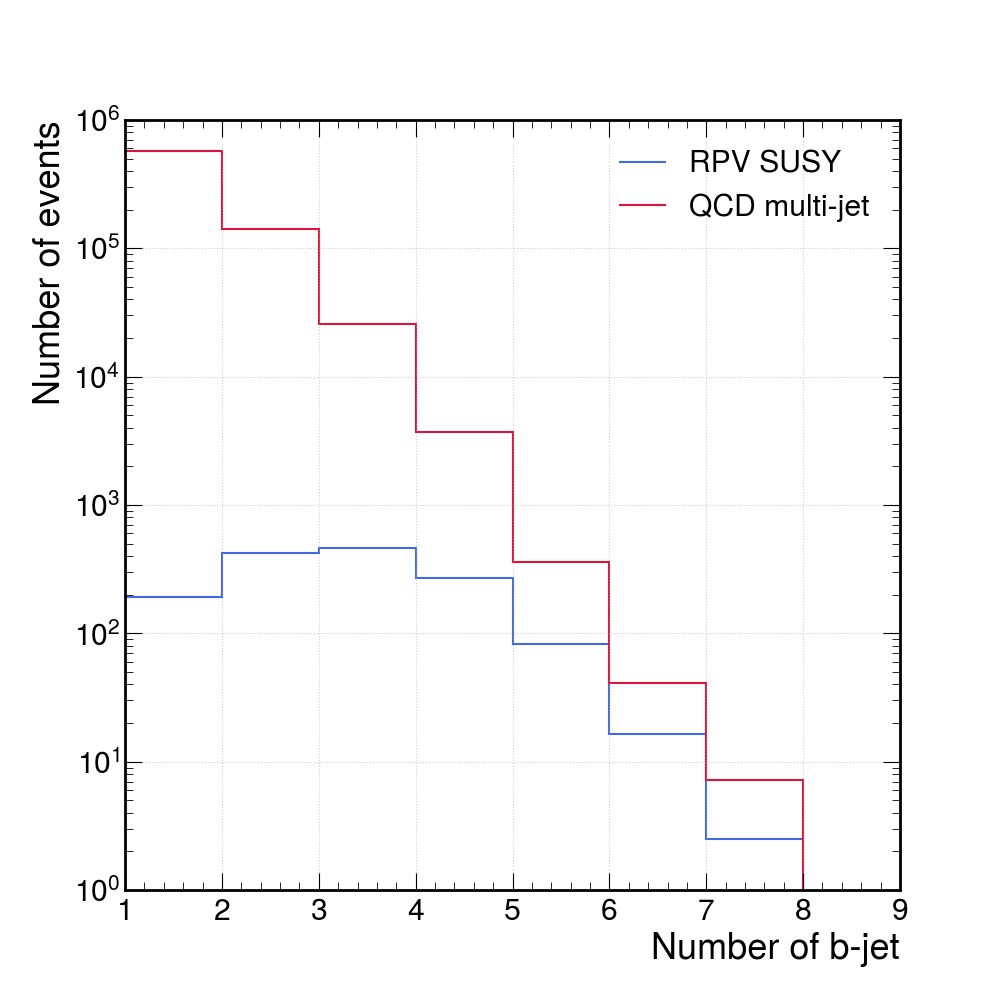 Number of events
10⁶
10⁵
10⁴
10³
10²
10¹
10⁰
RPV SUSY
QCD multi-jet
1 2 3 4 5 6 7 8 9
Number of b-jet